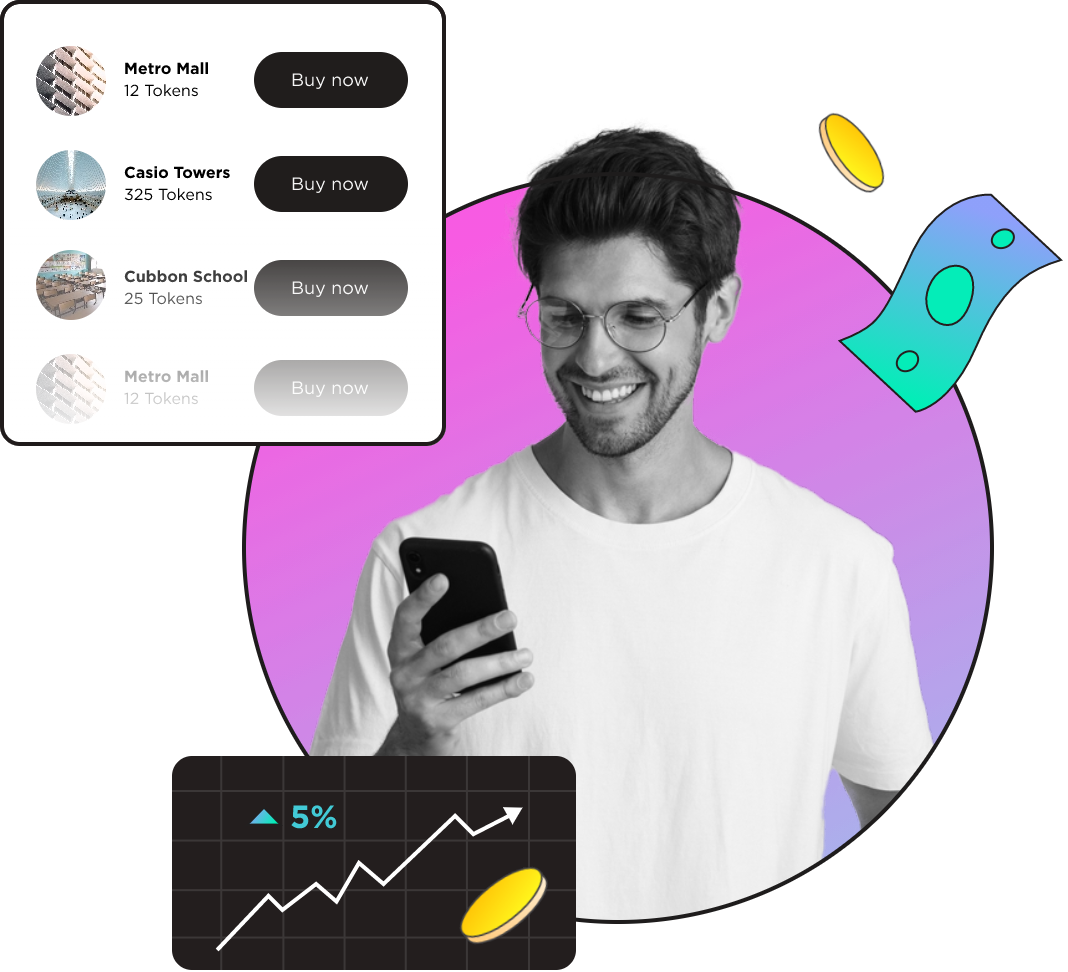 Metro Mall
12 Tokens
Buy now
Casio Towers
325 Tokens
Buy now
Cubbon School
25 Tokens
Buy now
Metro Mall
12 Tokens
Buy now
5%